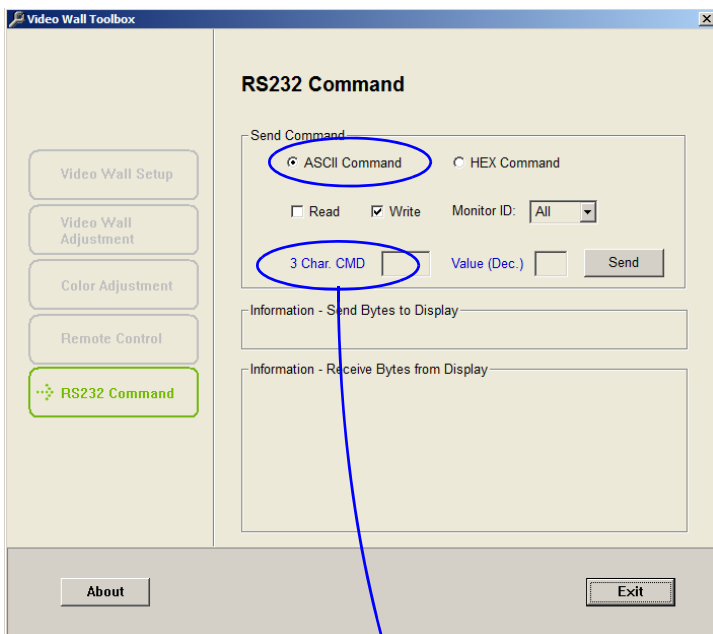 Video Wall Toolbox
RS232 Command
Send Command
ASCII Command HEX Command
Read Write Monitor ID: All
3 Char. CMD Value (Dec.) Send
Information - Send Bytes to Display
Information - Receive Bytes from Display
Video Wall Setup
Video Wall
Adjustment
Color Adjustment
Remote Control
RS232 Command
About Exit